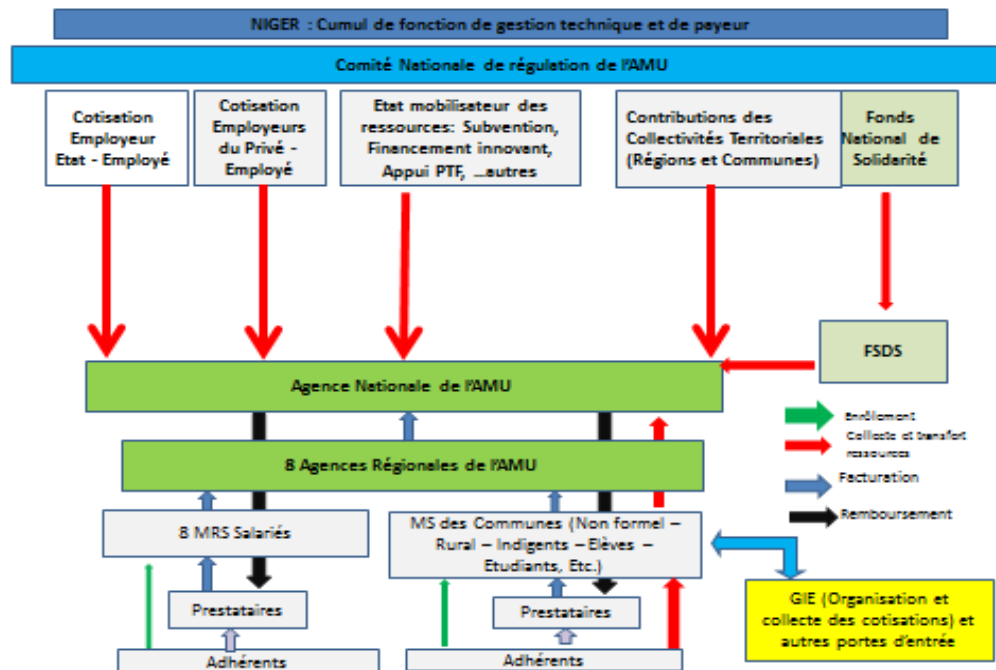 NIGER : Cumul de fonction de gestion technique et de payeur
Comité Nationale de régulation de l'AMU
Cotisation
Employeur
Etat - Employé
Cotisation
Employeurs
du Privé -
Employé
Etat mobilisateur des
ressources: Subvention,
Financement innovant,
Appui PTF, ...autres
Contributions des
Collectivités Territoriales
(Régions et Communes)
Fonds
National de
Solidarité
FSDS
Agence Nationale de l'AMU
Enrôlement
Collecte et transfert
ressources
Facturation
Remboursement
8 Agences Régionales de l'AMU
8 MRS Salariés
MS des Communes (Non formel –
Rural – Indigents – Elèves –
Etudiants, Etc.)
Prestataires
Prestataires
GIE (Organisation et
collecte des cotisations) et
autres portes d'entrée
Adhérents
Adhérents